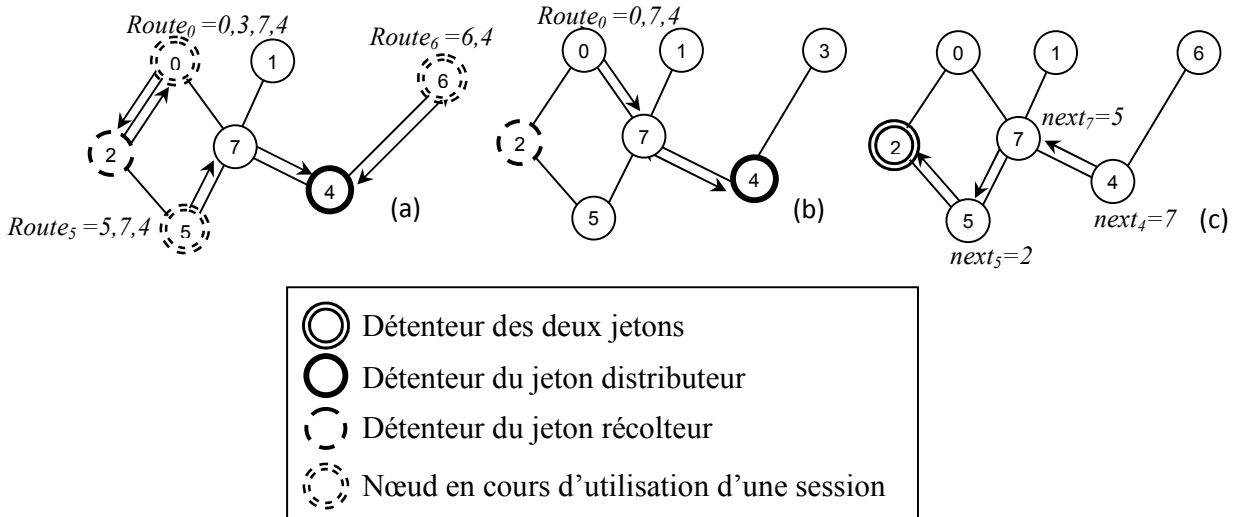 Route0 =0,3,7,4
Route6 =6,4
0
1
6
2
7
4
5
Route5 =5,7,4
(a)
Route0 =0,7,4
0
1
3
2
7
4
5
(b)
0
1
6
2
7
next7=5
4
5
next4=7
next5=2
(c)
Détenteur des deux jetons
Détenteur du jeton distributeur
Détenteur du jeton récolteur
Nœud en cours d’utilisation d’une session